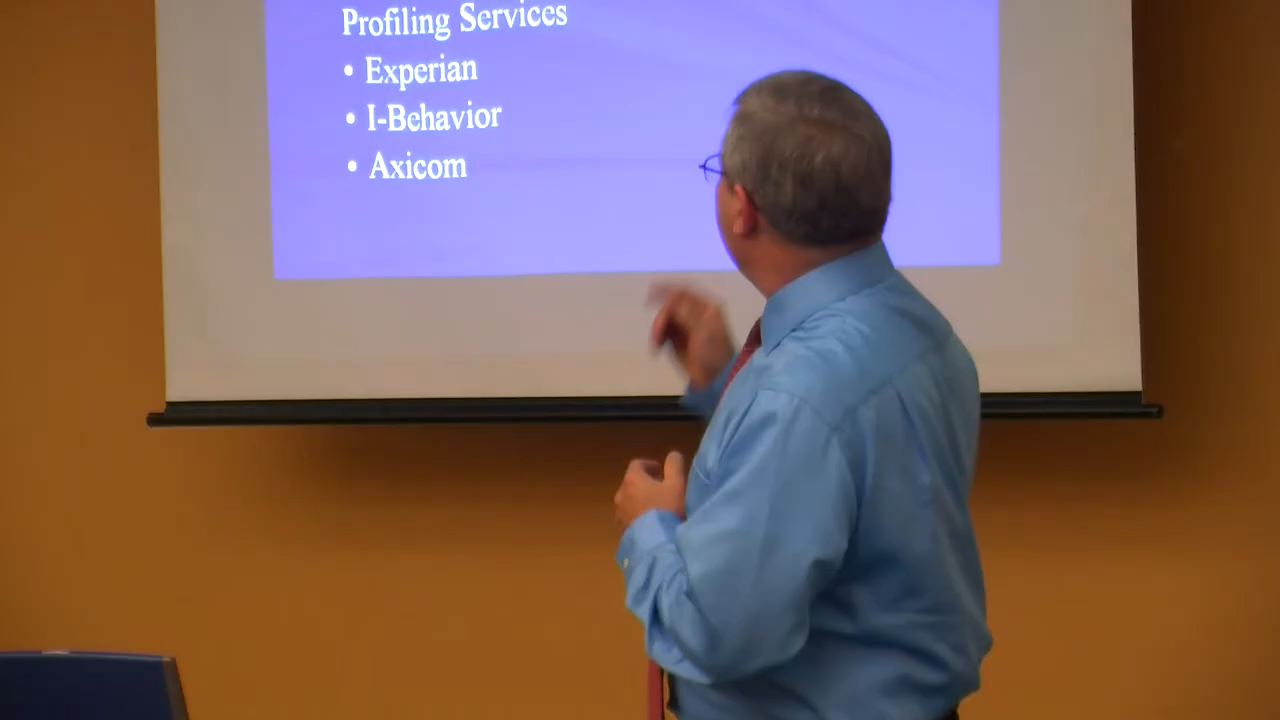 Profiling Services
• Experian
• I-Behavior
• Axicom